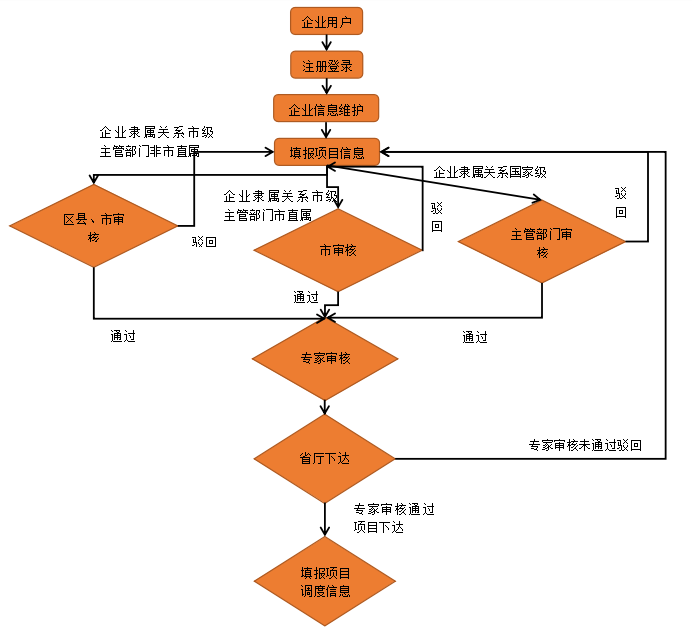 企业用户
注册登录
企业信息维护
企业隶属关系市级
主管部门非市直属
填报项目信息
企业隶属关系国家级
企业隶属关系市级
主管部门市直属
驳
回
驳
回
区县、市审
核
驳回
市审核
主管部门审
核
通过
通过
通过
专家审核
省厅下达
专家审核未通过驳回
专家审核通过
项目下达
填报项目
调度信息